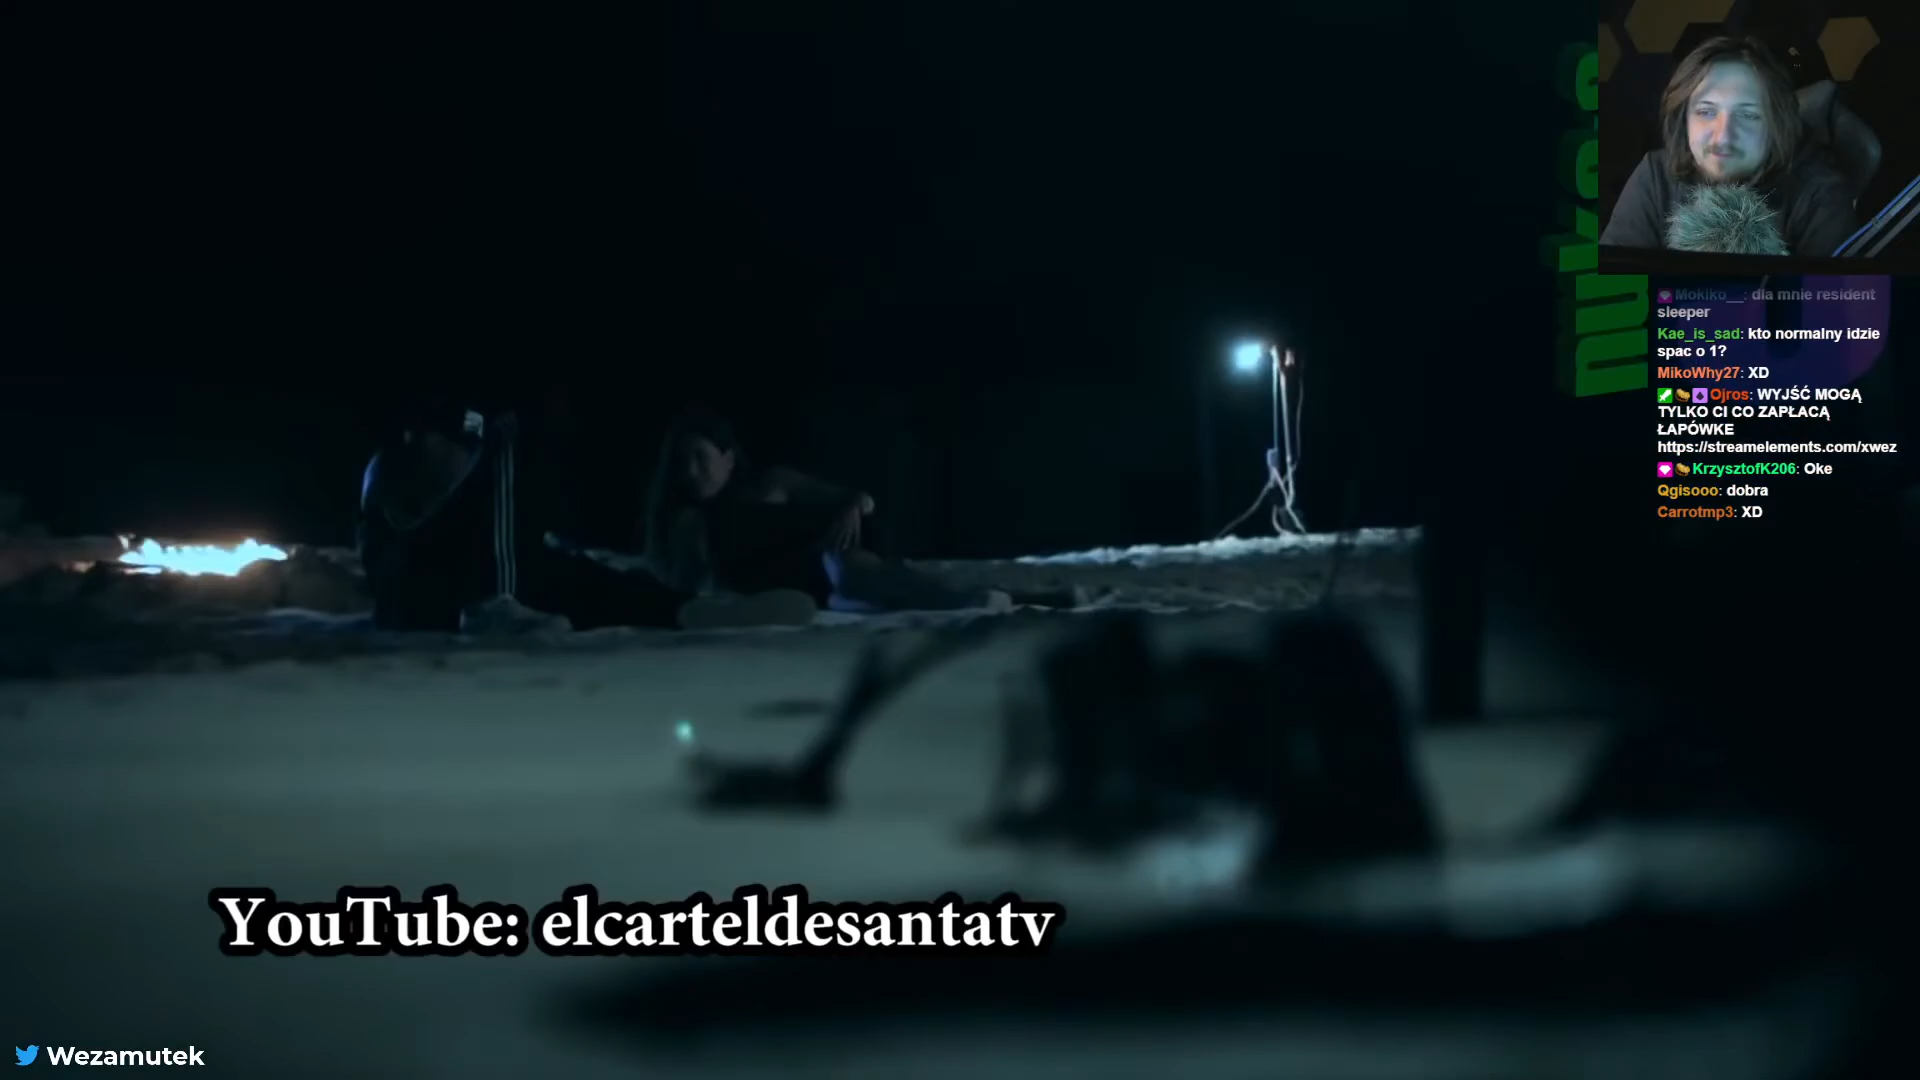 nuke's
Mokiko__: dla mnie resident
sleeper
Kae_is_sad: kto normalny idzie
spac o 1?
MikoWhy27: XD
Ojros: WYJŚĆ MOGĄ
TYLKO CI CO ZAPŁACĄ
ŁAPÓWKE
https://streamelements.com/xwez
KrzysztofK206: Oke
Qgisooo: dobra
Carrotmp3: XD
YouTube: elcarteldesantatv
Wezamutek